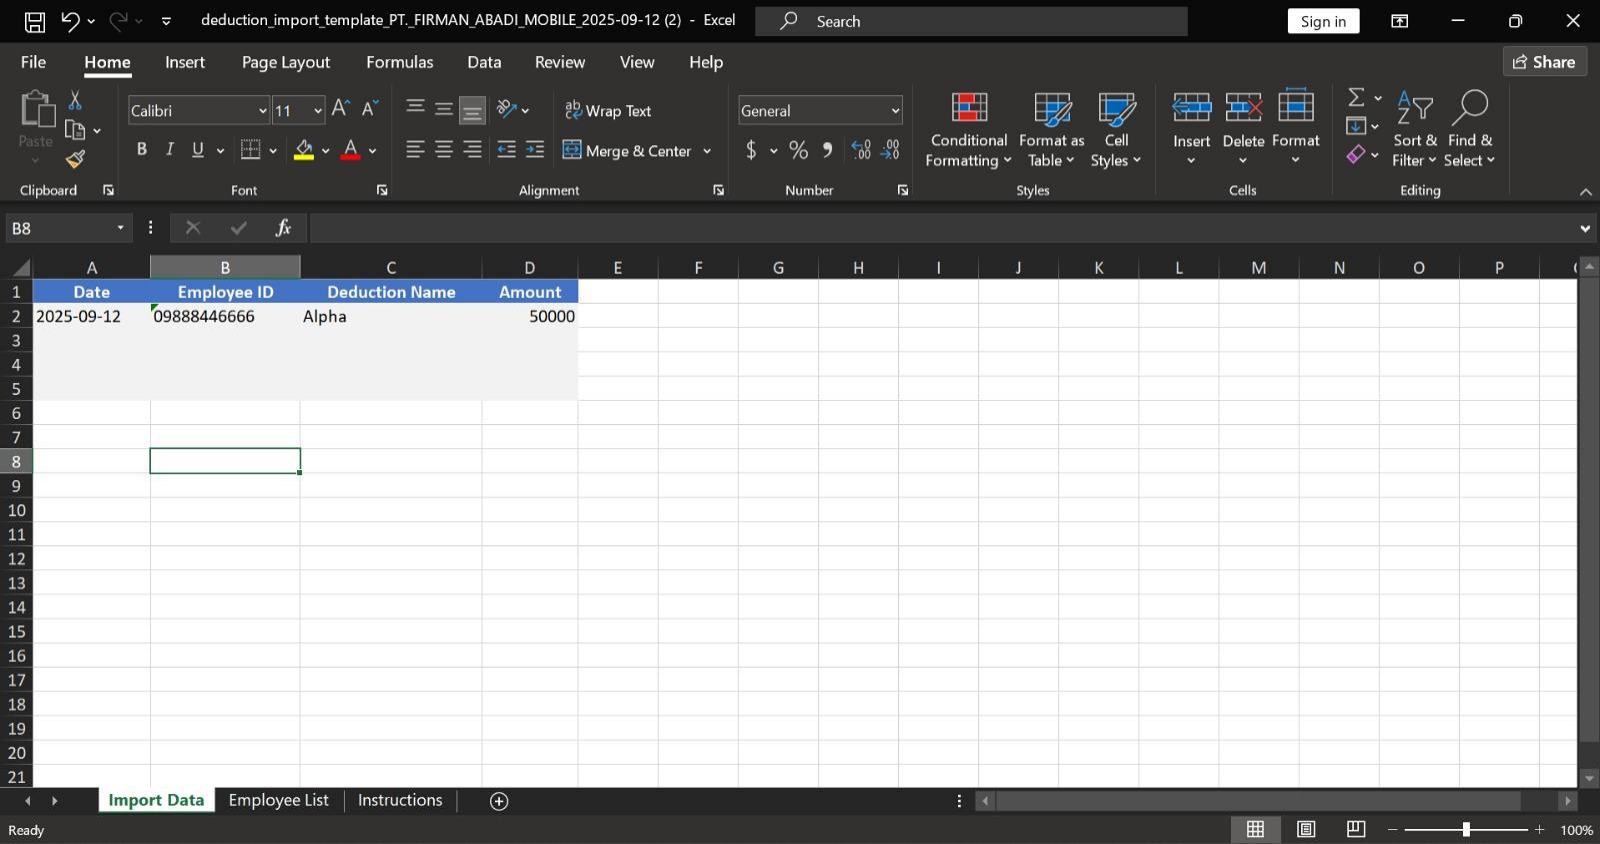 deduction_import_template_PT._FIRMAN_ABADI_MOBILE_2025-09-12 (2) - Excel
Search
Sign in
File Home Insert Page Layout Formulas Data Review View Help
Share
Paste
Calibri 11
Wrap Text
Merge & Center
General
Conditional Formatting
Format as Table
Cell Styles
Insert Delete Format
Sort & Filter
Find & Select
Clipboard Font Alignment Number Styles Cells Editing
B8 fx
A B C D E F G H I J K L M N O P
1 Date Employee ID Deduction Name Amount
2 2025-09-12 09888446666 Alpha 50000
3
4
5
6
7
8
9
10
11
12
13
14
15
16
17
18
19
20
21
Import Data Employee List Instructions
Ready 100%